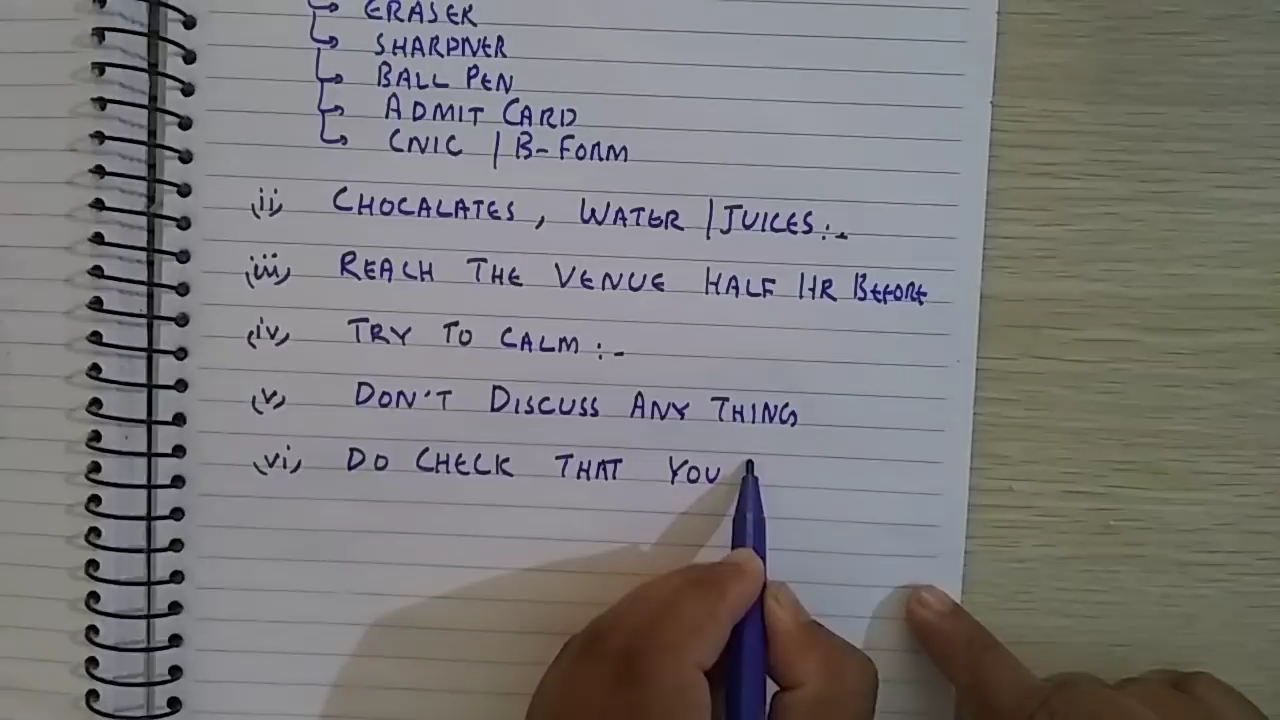 ERASER
SHARPNER
BALL PEN
ADMIT CARD
CNIC | B-FORM
(ii) CHOCALATES, WATER | JUICES:-
(iii) REACH THE VENUE HALF HR BEFORE
(iv) TRY TO CALM:-
(v) DON'T DISCUSS ANY THING
(vi) DO CHECK THAT YOU